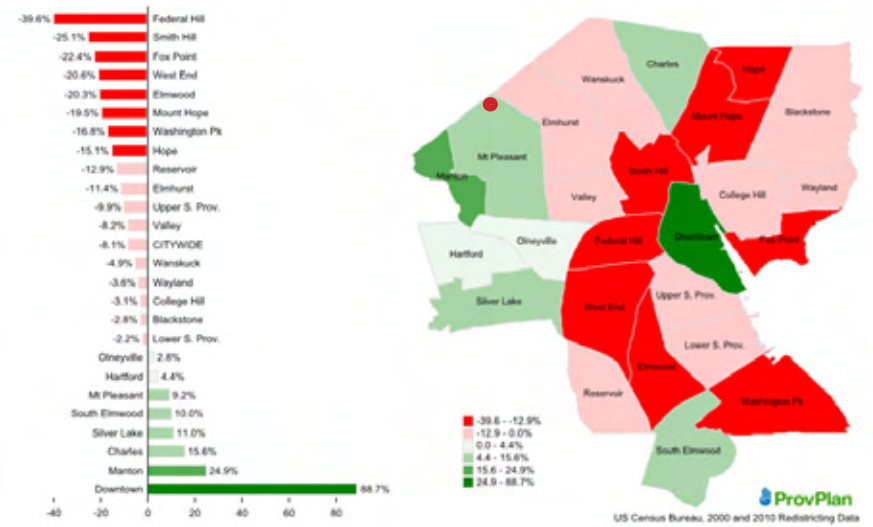 -39.6% Federal Hill
-25.1% Smith Hill
-22.4% Fox Point
-20.6% West End
-20.3% Elmwood
-19.5% Mount Hope
-16.8% Washington Pk
-15.1% Hope
-12.9% Reservoir
-11.4% Elmhurst
-9.9% Upper S. Prov.
-8.2% Valley
-8.1% CITYWIDE
-4.9% Wanskuck
-3.6% Wayland
-3.1% College Hill
-2.8% Blackstone
-2.2% Lower S. Prov.
Olneyville 2.8%
Hartford 4.4%
Mt Pleasant 9.2%
South Elmwood 10.0%
Silver Lake 11.0%
Charles 15.6%
Manton 24.9%
Downtown 88.7%
-40 -20 0 20 40 60 80
Charles
Hope
Wanskuck
Blackstone
Mount Hope
Elmhurst
Mt Pleasant
Manton
Smith Hill
Wayland
College Hill
Valley
Downtown
Fox Point
Federal Hill
Olneyville
Hartford
Upper S. Prov.
Silver Lake
West End
Lower S. Prov.
Elmwood
Reservoir
Washington Pk
South Elmwood
-39.6 - -12.9%
-12.9 - 0.0%
0.0 - 4.4%
4.4 - 15.6%
15.6 - 24.9%
24.9 - 88.7%
ProvPlan
US Census Bureau, 2000 and 2010 Redistricting Data